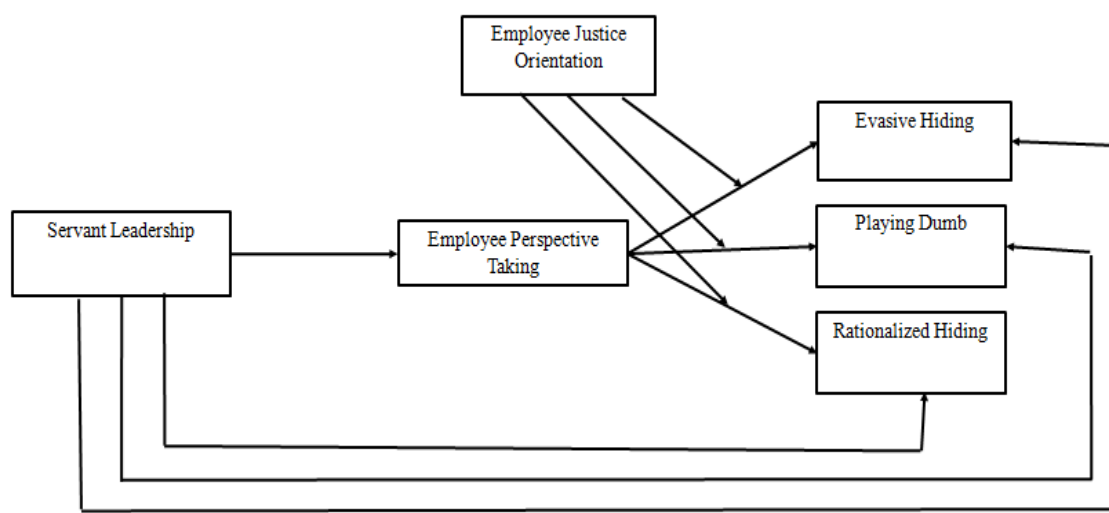 Employee Justice
Orientation
Evasive Hiding
Servant Leadership
Employee Perspective
Taking
Playing Dumb
Rationalized Hiding